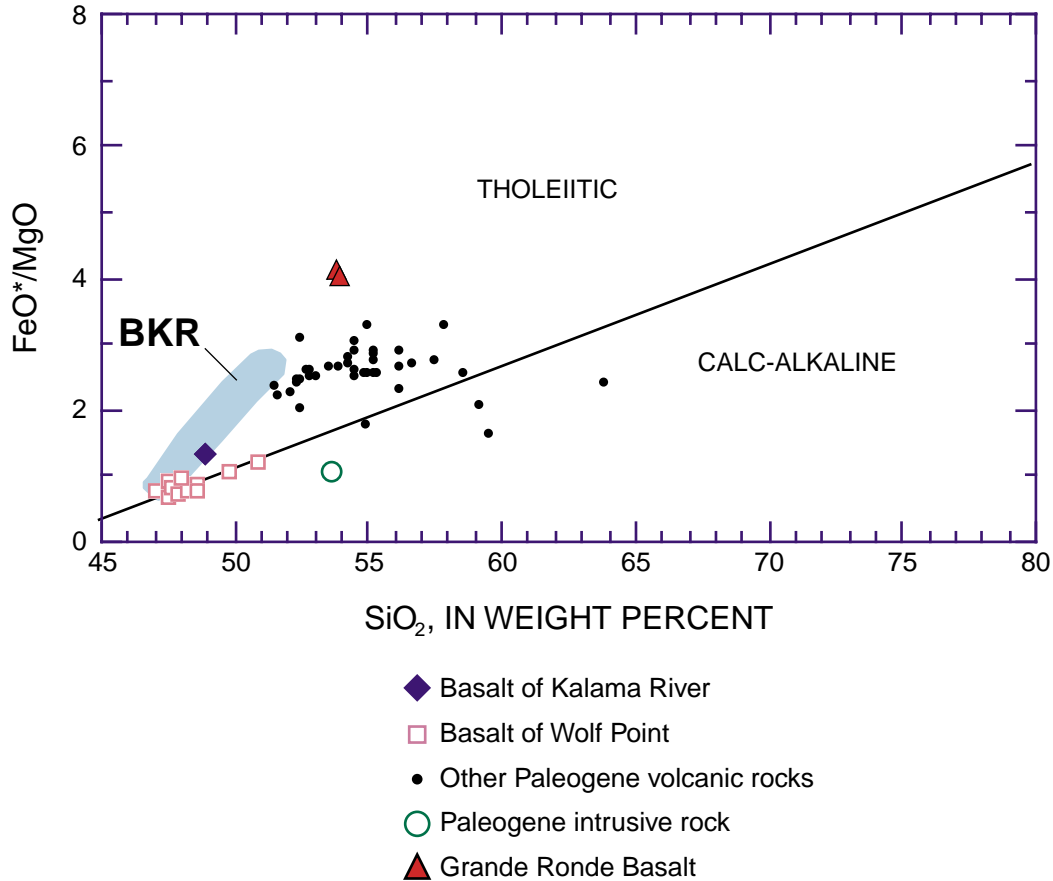 8
6
4
2
0
FeO*/MgO
THOLEIITIC
BKR
CALC-ALKALINE
45 50 55 60 65 70 75 80
SiO₂, IN WEIGHT PERCENT
Basalt of Kalama River
Basalt of Wolf Point
Other Paleogene volcanic rocks
Paleogene intrusive rock
Grande Ronde Basalt